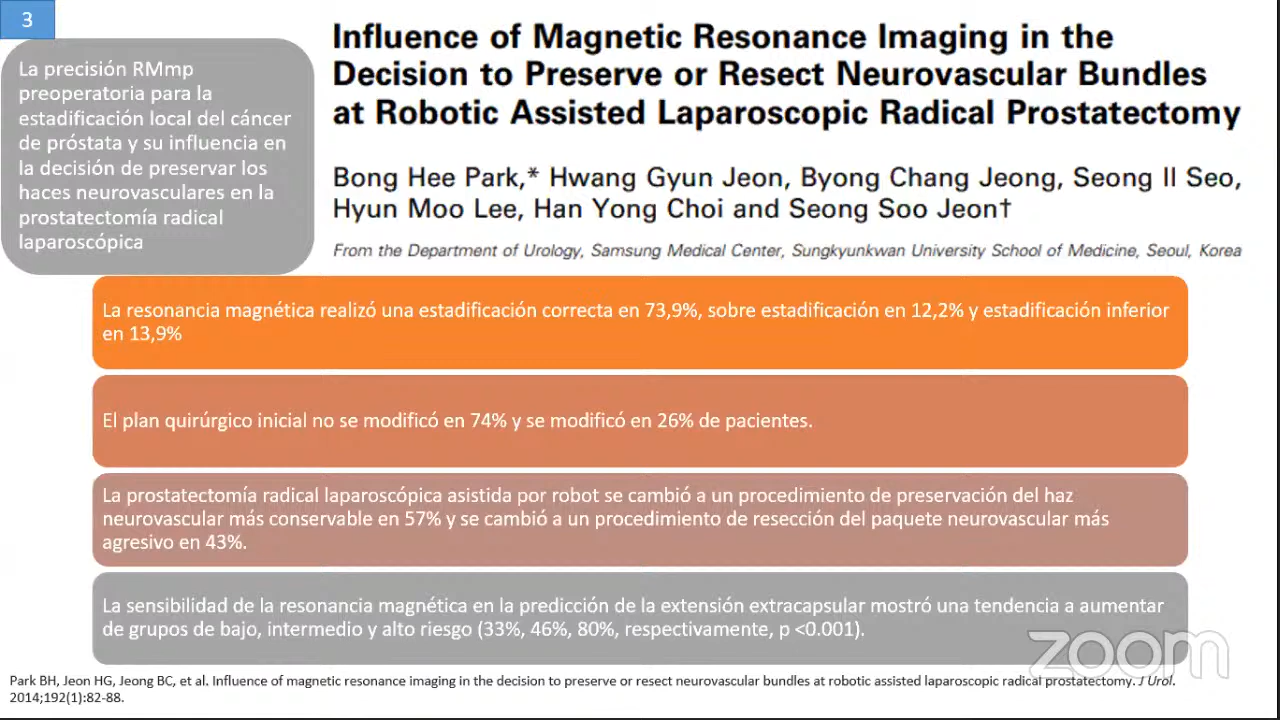 3
La precisión RMmp
preoperatoria para la
estadificación local del cáncer
de próstata y su influencia en
la decisión de preservar los
haces neurovasculares en la
prostatectomía radical
laparoscópica
Influence of Magnetic Resonance Imaging in the
Decision to Preserve or Resect Neurovascular Bundles
at Robotic Assisted Laparoscopic Radical Prostatectomy
Bong Hee Park,* Hwang Gyun Jeon, Byong Chang Jeong, Seong Il Seo,
Hyun Moo Lee, Han Yong Choi and Seong Soo Jeon†
From the Department of Urology, Samsung Medical Center, Sungkyunkwan University School of Medicine, Seoul, Korea
La resonancia magnética realizó una estadificación correcta en 73,9%, sobre estadificación en 12,2% y estadificación inferior
en 13,9%
El plan quirúrgico inicial no se modificó en 74% y se modificó en 26% de pacientes.
La prostatectomía radical laparoscópica asistida por robot se cambió a un procedimiento de preservación del haz
neurovascular más conservable en 57% y se cambió a un procedimiento de resección del paquete neurovascular más
agresivo en 43%.
La sensibilidad de la resonancia magnética en la predicción de la extensión extracapsular mostró una tendencia a aumentar
de grupos de bajo, intermedio y alto riesgo (33%, 46%, 80%, respectivamente, p <0.001).
zoom
Park BH, Jeon HG, Jeong BC, et al. Influence of magnetic resonance imaging in the decision to preserve or resect neurovascular bundles at robotic assisted laparoscopic radical prostatectomy. J Urol.
2014;192(1):82-88.